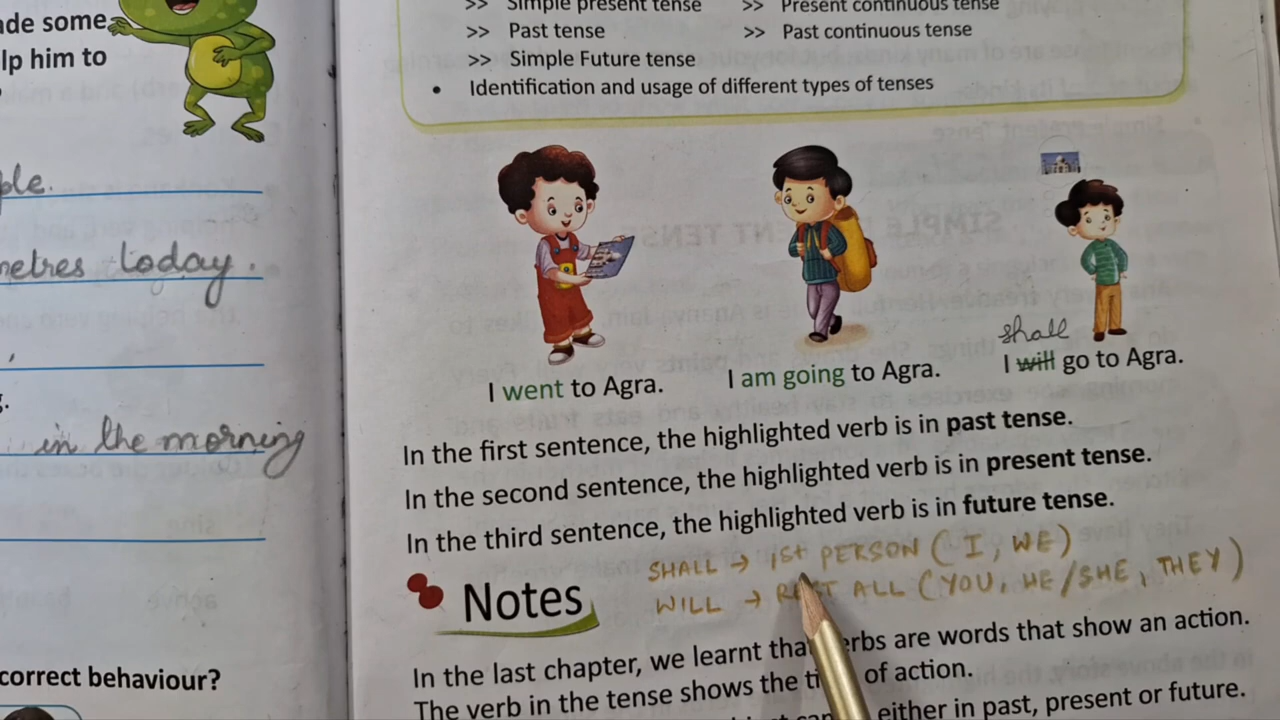 de some
lp him to
ple.
metres today.
,
g.
in the morning
correct behaviour?
>> Simple present tense >> Present continuous tense
>> Past tense >> Past continuous tense
>> Simple Future tense
• Identification and usage of different types of tenses
I went to Agra.
I am going to Agra.
shall
I will go to Agra.
In the first sentence, the highlighted verb is in past tense.
In the second sentence, the highlighted verb is in present tense.
In the third sentence, the highlighted verb is in future tense.
SHALL → 1st PERSON (I, WE)
WILL → REST ALL (YOU, HE/SHE, THEY)
Notes
In the last chapter, we learnt that verbs are words that show an action.
The verb in the tense shows the of action.
either in past, present or future.